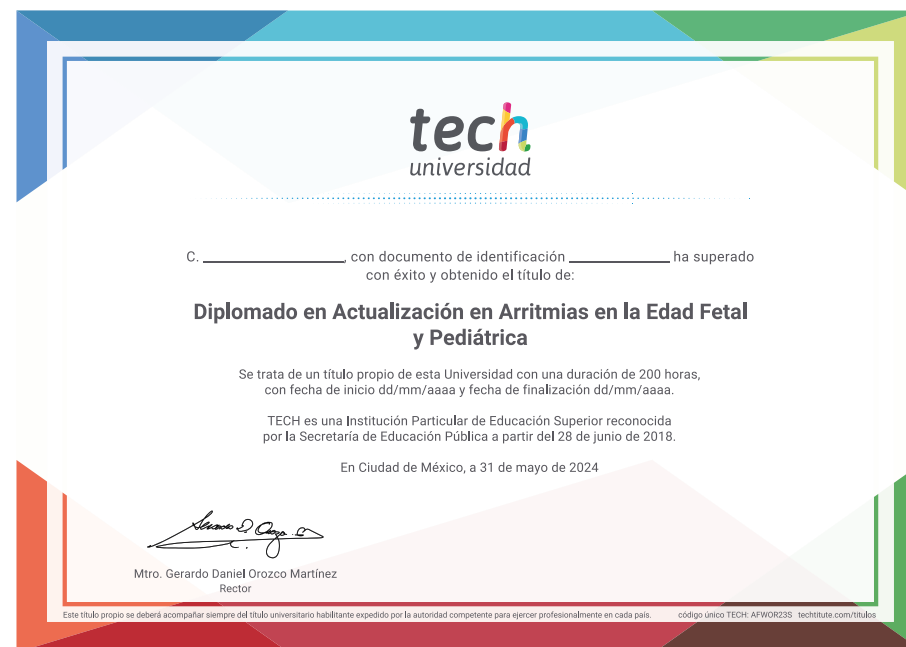 tech
universidad
C. ____________, con documento de identificación ____________ ha superado
con éxito y obtenido el título de:
Diplomado en Actualización en Arritmias en la Edad Fetal
y Pediátrica
Se trata de un título propio de esta Universidad con una duración de 200 horas,
con fecha de inicio dd/mm/aaaa y fecha de finalización dd/mm/aaaa.
TECH es una Institución Particular de Educación Superior reconocida
por la Secretaría de Educación Pública a partir del 28 de junio de 2018.
En Ciudad de México, a 31 de mayo de 2024
Mtro. Gerardo Daniel Orozco Martínez
Rector
Este título propio se deberá acompañar siempre del título universitario habilitante expedido por la autoridad competente para ejercer profesionalmente en cada país. código único TECH: AFWOR23S techtitute.com/titulos